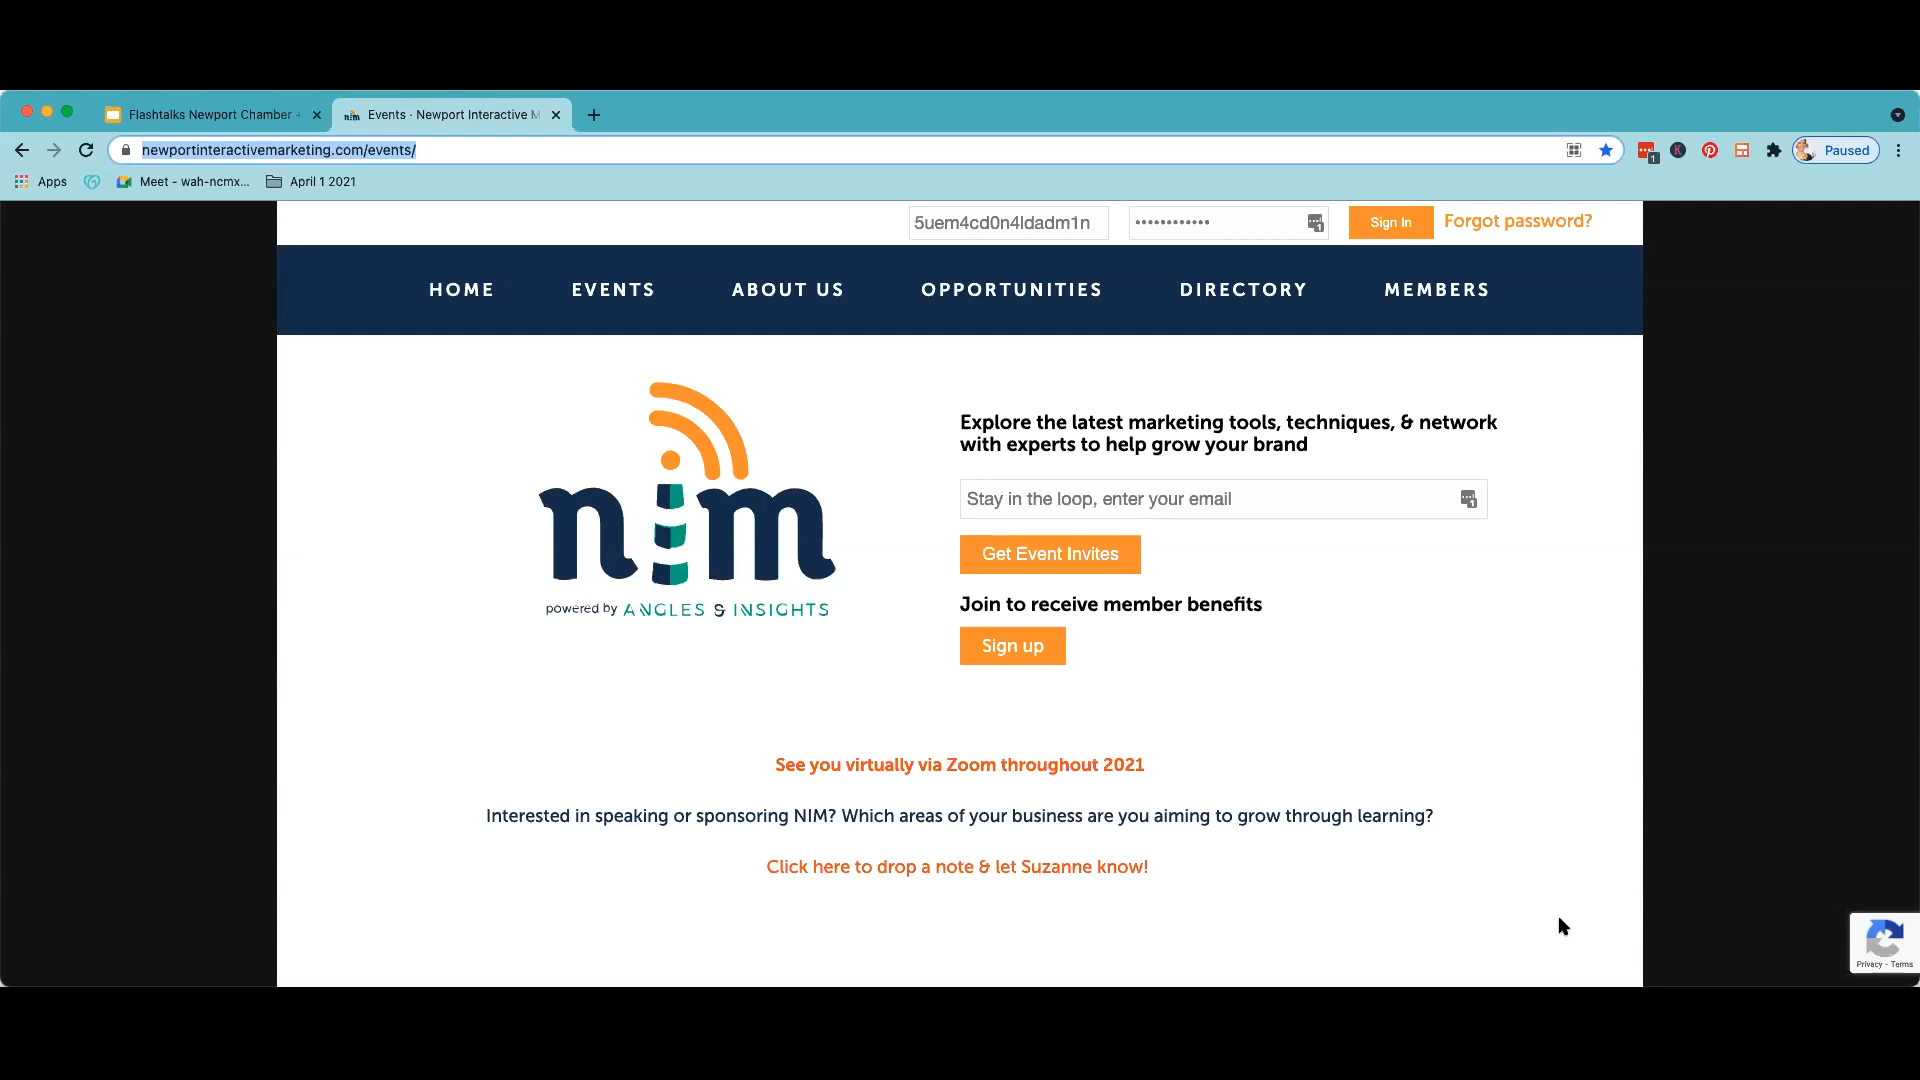 Flashtalks Newport Chamber +
Events · Newport Interactive M
newportinteractivemarketing.com/events/
Paused
Apps
Meet - wah-ncmx...
April 1 2021
5uem4cd0n4ldadm1n
••••••••••••
Sign In
Forgot password?
HOME EVENTS ABOUT US OPPORTUNITIES DIRECTORY MEMBERS
nim
powered by ANGLES & INSIGHTS
Explore the latest marketing tools, techniques, & network
with experts to help grow your brand
Stay in the loop, enter your email
Get Event Invites
Join to receive member benefits
Sign up
See you virtually via Zoom throughout 2021
Interested in speaking or sponsoring NIM? Which areas of your business are you aiming to grow through learning?
Click here to drop a note & let Suzanne know!
Privacy - Terms